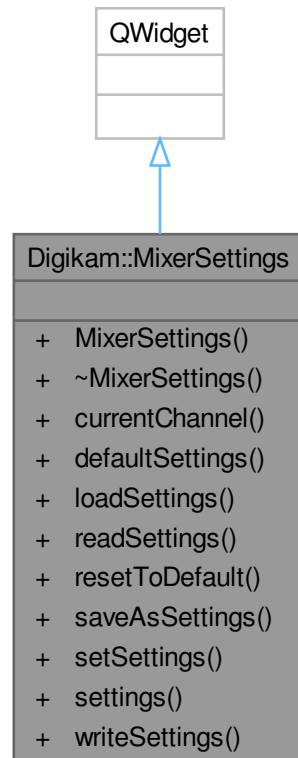 QWidget
Digikam::MixerSettings
+ MixerSettings()
+ ~MixerSettings()
+ currentChannel()
+ defaultSettings()
+ loadSettings()
+ readSettings()
+ resetToDefault()
+ saveAsSettings()
+ setSettings()
+ settings()
+ writeSettings()